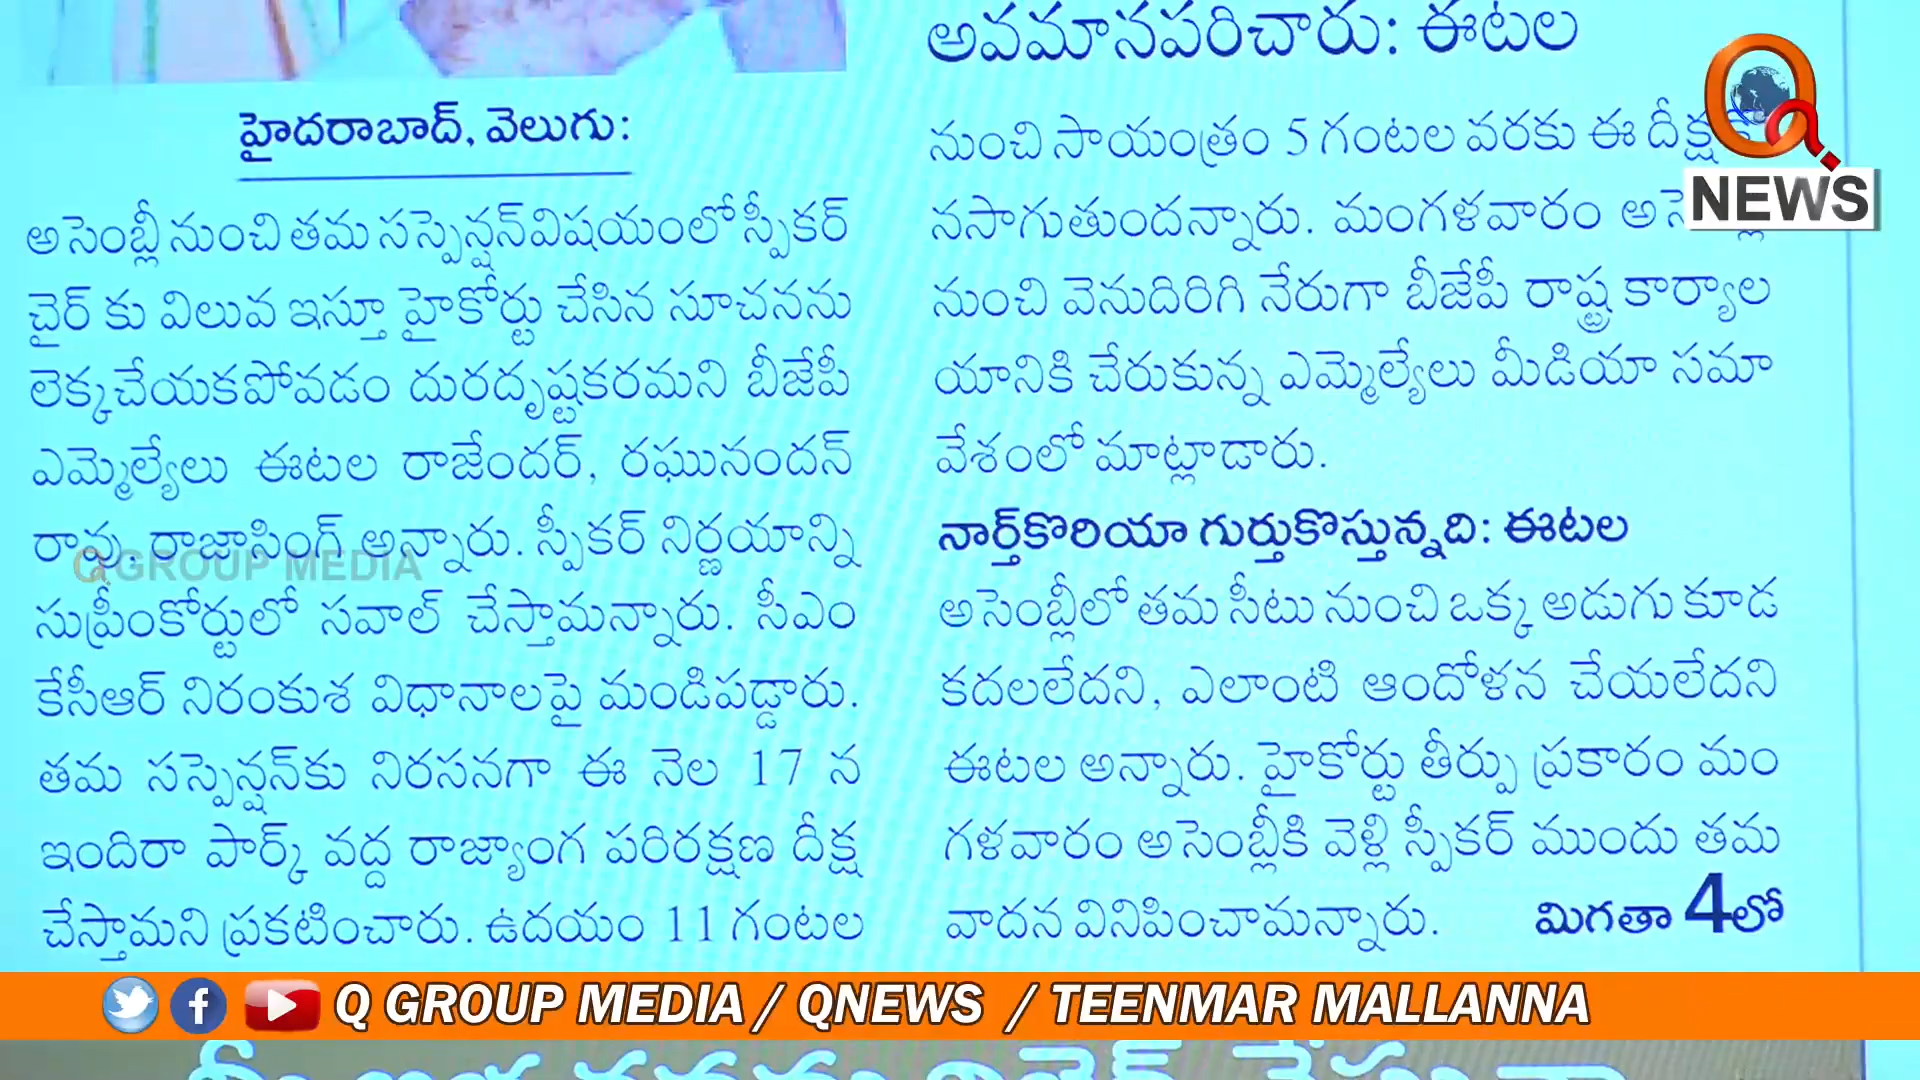 హైదరాబాద్, వెలుగు:
అసెంబ్లీ నుంచి తమ సస్పెన్షన్ విషయంలో స్పీకర్
చైర్ కు విలువ ఇస్తూ హైకోర్టు చేసిన సూచనను
లెక్కచేయకపోవడం దురదృష్టకరమని బీజేపీ
ఎమ్మెల్యేలు ఈటల రాజేందర్, రఘునందన్
రావు, రాజాసింగ్ అన్నారు. స్పీకర్ నిర్ణయాన్ని
సుప్రీంకోర్టులో సవాల్ చేస్తామన్నారు. సీఎం
కేసీఆర్ నిరంకుశ విధానాలపై మండిపడ్డారు.
తమ సస్పెన్షన్‌కు నిరసనగా ఈ నెల 17 న
ఇందిరా పార్క్ వద్ద రాజ్యాంగ పరిరక్షణ దీక్ష
చేస్తామని ప్రకటించారు. ఉదయం 11 గంటల
అవమానపరిచారు: ఈటల
నుంచి సాయంత్రం 5 గంటల వరకు ఈ
నసాగుతుందన్నారు. మంగళవారం
నుంచి వెనుదిరిగి నేరుగా బీజేపీ రాష్ట్ర కార్యాల
యానికి చేరుకున్న ఎమ్మెల్యేలు మీడియా సమా
వేశంలో మాట్లాడారు.
నార్త్‌కొరియా గుర్తుకొస్తున్నది: ఈటల
అసెంబ్లీలో తమ సీటు నుంచి ఒక్క అడుగు కూడ
కదలలేదని, ఎలాంటి ఆందోళన చేయలేదని
ఈటల అన్నారు. హైకోర్టు తీర్పు ప్రకారం మం
గళవారం అసెంబ్లీకి వెళ్లి స్పీకర్ ముందు తమ
వాదన వినిపించామన్నారు. మిగతా 4లో
Q NEWS
Q GROUP MEDIA
Q GROUP MEDIA / QNEWS / TEENMAR MALLANNA